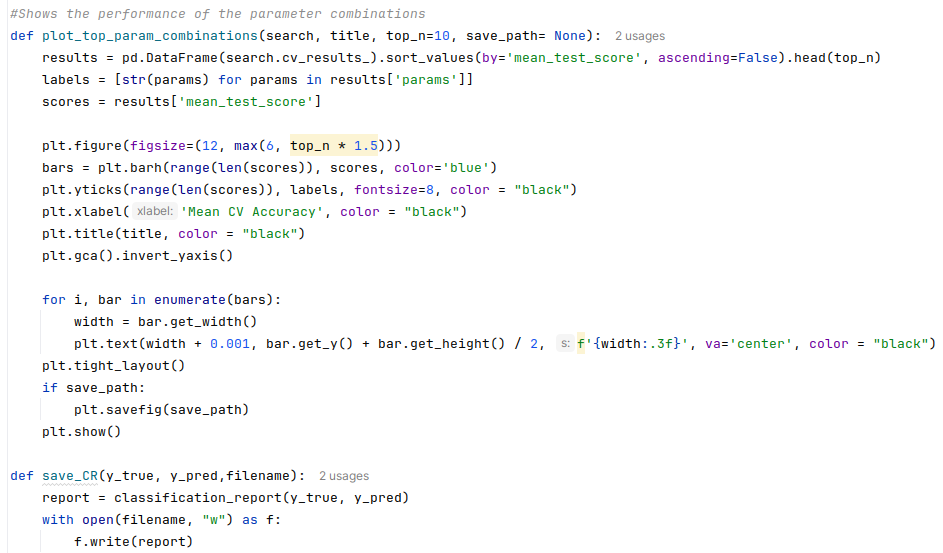 #Shows the performance of the parameter combinations
def plot_top_param_combinations(search, title, top_n=10, save_path= None):  2 usages
    results = pd.DataFrame(search.cv_results_).sort_values(by='mean_test_score', ascending=False).head(top_n)
    labels = [str(params) for params in results['params']]
    scores = results['mean_test_score']

    plt.figure(figsize=(12, max(6, top_n * 1.5)))
    bars = plt.barh(range(len(scores)), scores, color='blue')
    plt.yticks(range(len(scores)), labels, fontsize=8, color = "black")
    plt.xlabel( xlabel: 'Mean CV Accuracy', color = "black")
    plt.title(title, color = "black")
    plt.gca().invert_yaxis()

    for i, bar in enumerate(bars):
        width = bar.get_width()
        plt.text(width + 0.001, bar.get_y() + bar.get_height() / 2, s: f'{width:.3f}', va='center', color = "black")
    plt.tight_layout()
    if save_path:
        plt.savefig(save_path)
    plt.show()

def save_CR(y_true, y_pred,filename):  2 usages
    report = classification_report(y_true, y_pred)
    with open(filename, "w") as f:
        f.write(report)